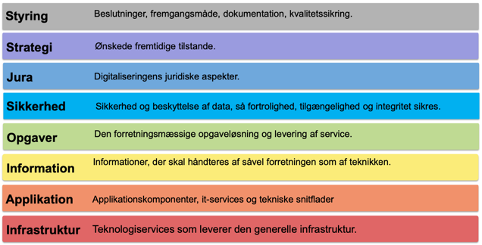 Styring Beslutninger, fremgangsmåde, dokumentation, kvalitetssikring.
Strategi Ønskede fremtidige tilstande.
Jura Digitaliseringens juridiske aspekter.
Sikkerhed Sikkerhed og beskyttelse af data, så fortrolighed, tilgængelighed og integritet sikres.
Opgaver Den forretningsmæssige opgaveløsning og levering af service.
Information Informationer, der skal håndteres af såvel forretningen som af teknikken.
Applikation Applikationskomponenter, it-services og tekniske snitflader
Infrastruktur Teknologiservices som leverer den generelle infrastruktur.